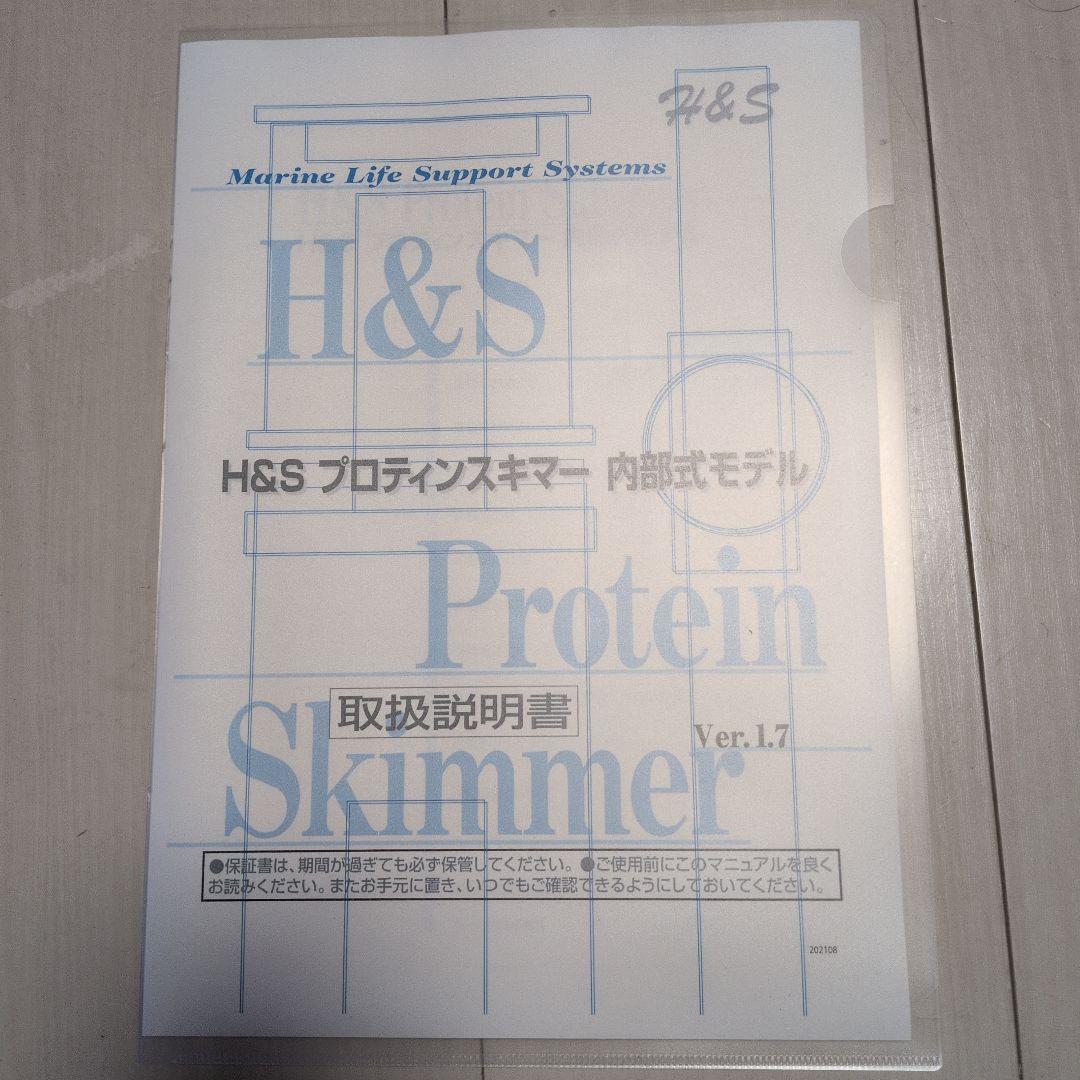 H&S
Marine Life Support Systems
H&S
H&S プロティンスキマー 内部式モデル
Protein
取扱説明書
Ver.1.7
Skimmer
●保証書は、期間が過ぎても必ず保管してください。●ご使用前にこのマニュアルを良く
お読みください。またお手元に置き、いつでもご確認できるようにしておいてください。
202108